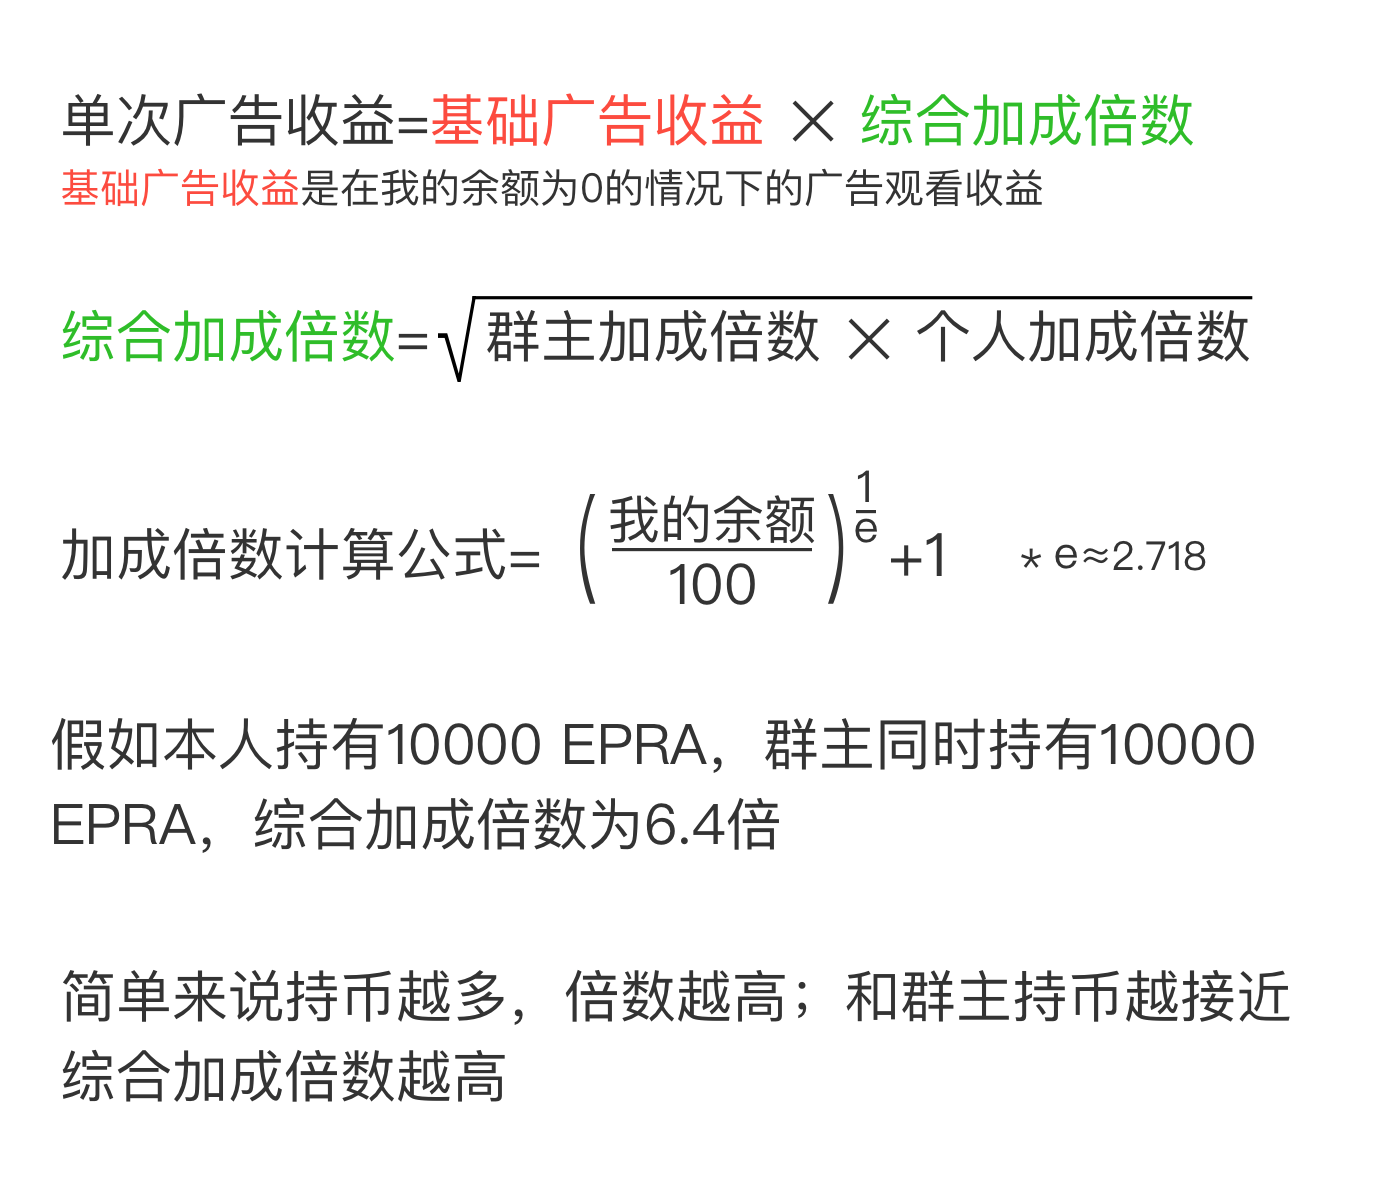 单次广告收益=基础广告收益 × 综合加成倍数
基础广告收益是在我的余额为0的情况下的广告观看收益
综合加成倍数=√群主加成倍数 × 个人加成倍数
加成倍数计算公式= (我的余额/100)^(1/e) +1 * e≈2.718
假如本人持有10000 EPRA，群主同时持有10000
EPRA，综合加成倍数为6.4倍
简单来说持币越多，倍数越高；和群主持币越接近
综合加成倍数越高